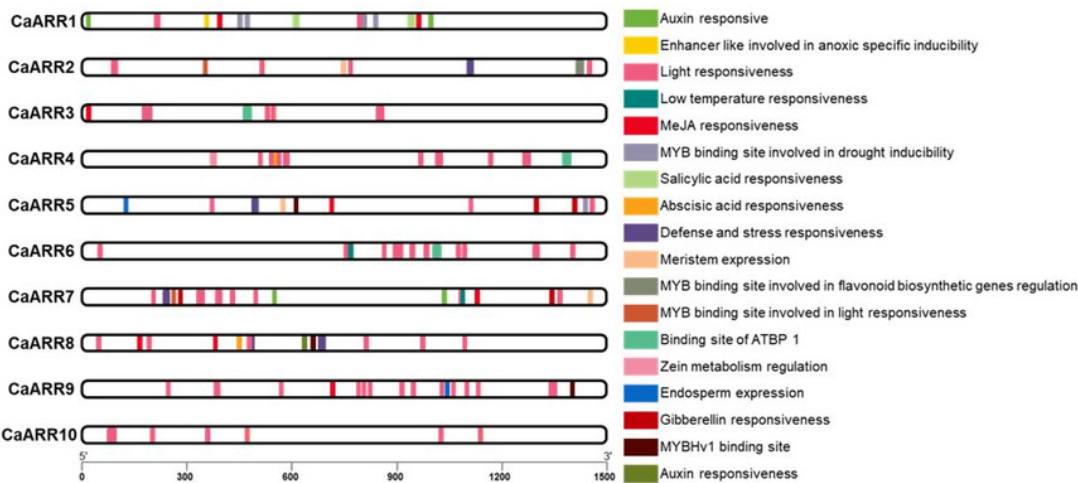 CaARR1
CaARR2
CaARR3
CaARR4
CaARR5
CaARR6
CaARR7
CaARR8
CaARR9
CaARR10
5' 3'
0 300 600 900 1200 1500
Auxin responsive
Enhancer like involved in anoxic specific inducibility
Light responsiveness
Low temperature responsiveness
MeJA responsiveness
MYB binding site involved in drought inducibility
Salicylic acid responsiveness
Abscisic acid responsiveness
Defense and stress responsiveness
Meristem expression
MYB binding site involved in flavonoid biosynthetic genes regulation
MYB binding site involved in light responsiveness
Binding site of ATBP 1
Zein metabolism regulation
Endosperm expression
Gibberellin responsiveness
MYBHv1 binding site
Auxin responsiveness